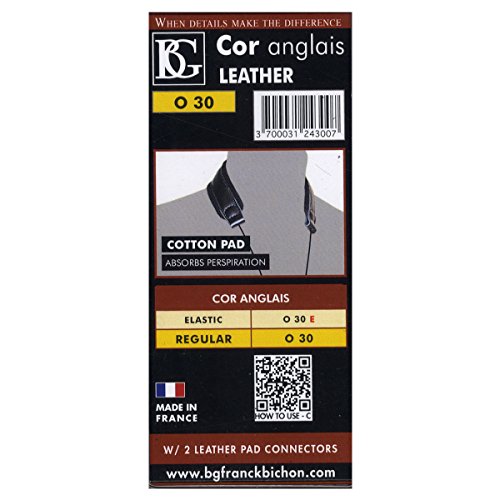 WHEN DETAILS MAKE THE DIFFERENCE
BG
Cor anglais
LEATHER
O 30
3 700031 243007
COTTON PAD
ABSORBS PERSPIRATION
COR ANGLAIS
ELASTIC O 30 E
REGULAR O 30
MADE IN
FRANCE
HOW TO USE - C
W/ 2 LEATHER PAD CONNECTORS
www.bgfranckbichon.com